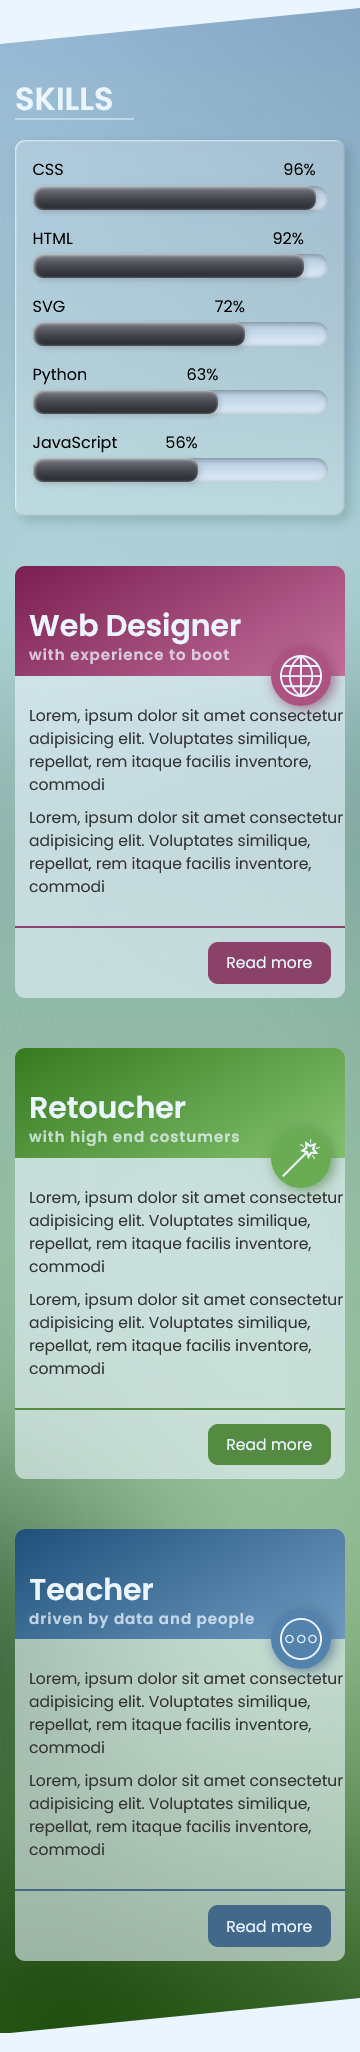 SKILLS
CSS 96%
HTML 92%
SVG 72%
Python 63%
JavaScript 56%
Web Designer
with experience to boot
Lorem, ipsum dolor sit amet consectetur
adipisicing elit. Voluptates similique,
repellat, rem itaque facilis inventore,
commodi
Lorem, ipsum dolor sit amet consectetur
adipisicing elit. Voluptates similique,
repellat, rem itaque facilis inventore,
commodi
Read more
Retoucher
with high end costumers
Lorem, ipsum dolor sit amet consectetur
adipisicing elit. Voluptates similique,
repellat, rem itaque facilis inventore,
commodi
Lorem, ipsum dolor sit amet consectetur
adipisicing elit. Voluptates similique,
repellat, rem itaque facilis inventore,
commodi
Read more
Teacher
driven by data and people
Lorem, ipsum dolor sit amet consectetur
adipisicing elit. Voluptates similique,
repellat, rem itaque facilis inventore,
commodi
Lorem, ipsum dolor sit amet consectetur
adipisicing elit. Voluptates similique,
repellat, rem itaque facilis inventore,
commodi
Read more